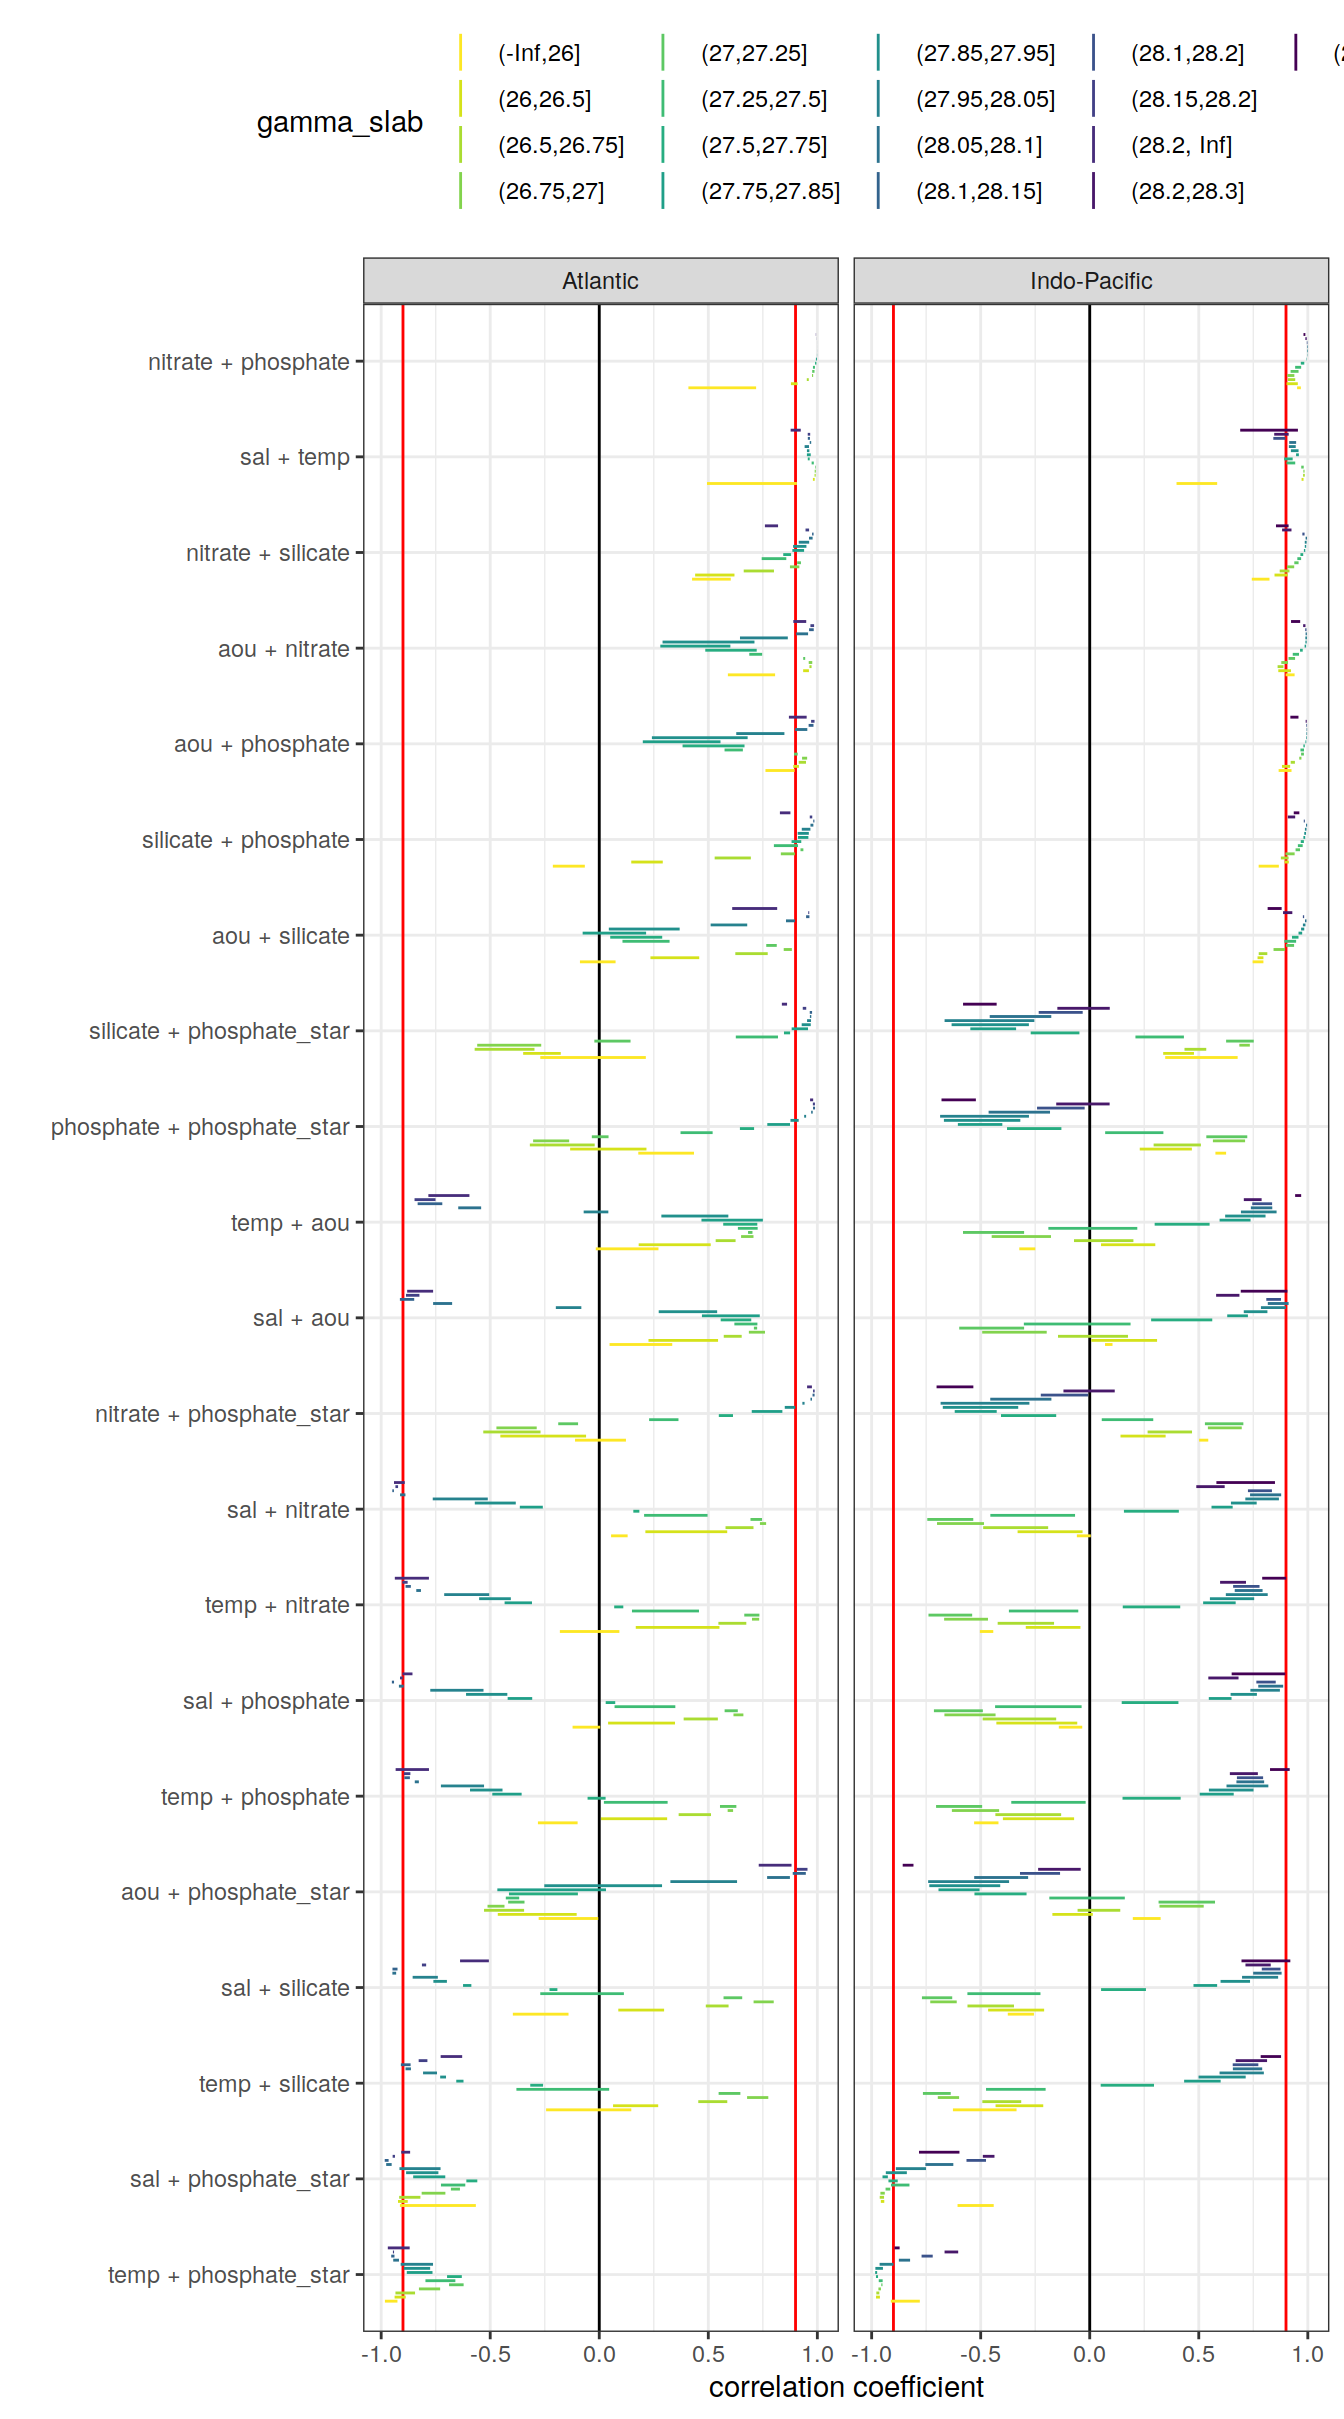 gamma_slab
(-Inf,26] (27,27.25] (27.85,27.95] (28.1,28.2] (2
(26,26.5] (27.25,27.5] (27.95,28.05] (28.15,28.2]
(26.5,26.75] (27.5,27.75] (28.05,28.1] (28.2, Inf]
(26.75,27] (27.75,27.85] (28.1,28.15] (28.2,28.3]
Atlantic Indo-Pacific
nitrate + phosphate
sal + temp
nitrate + silicate
aou + nitrate
aou + phosphate
silicate + phosphate
aou + silicate
silicate + phosphate_star
phosphate + phosphate_star
temp + aou
sal + aou
nitrate + phosphate_star
sal + nitrate
temp + nitrate
sal + phosphate
temp + phosphate
aou + phosphate_star
sal + silicate
temp + silicate
sal + phosphate_star
temp + phosphate_star
-1.0 -0.5 0.0 0.5 1.0 -1.0 -0.5 0.0 0.5 1.0
correlation coefficient